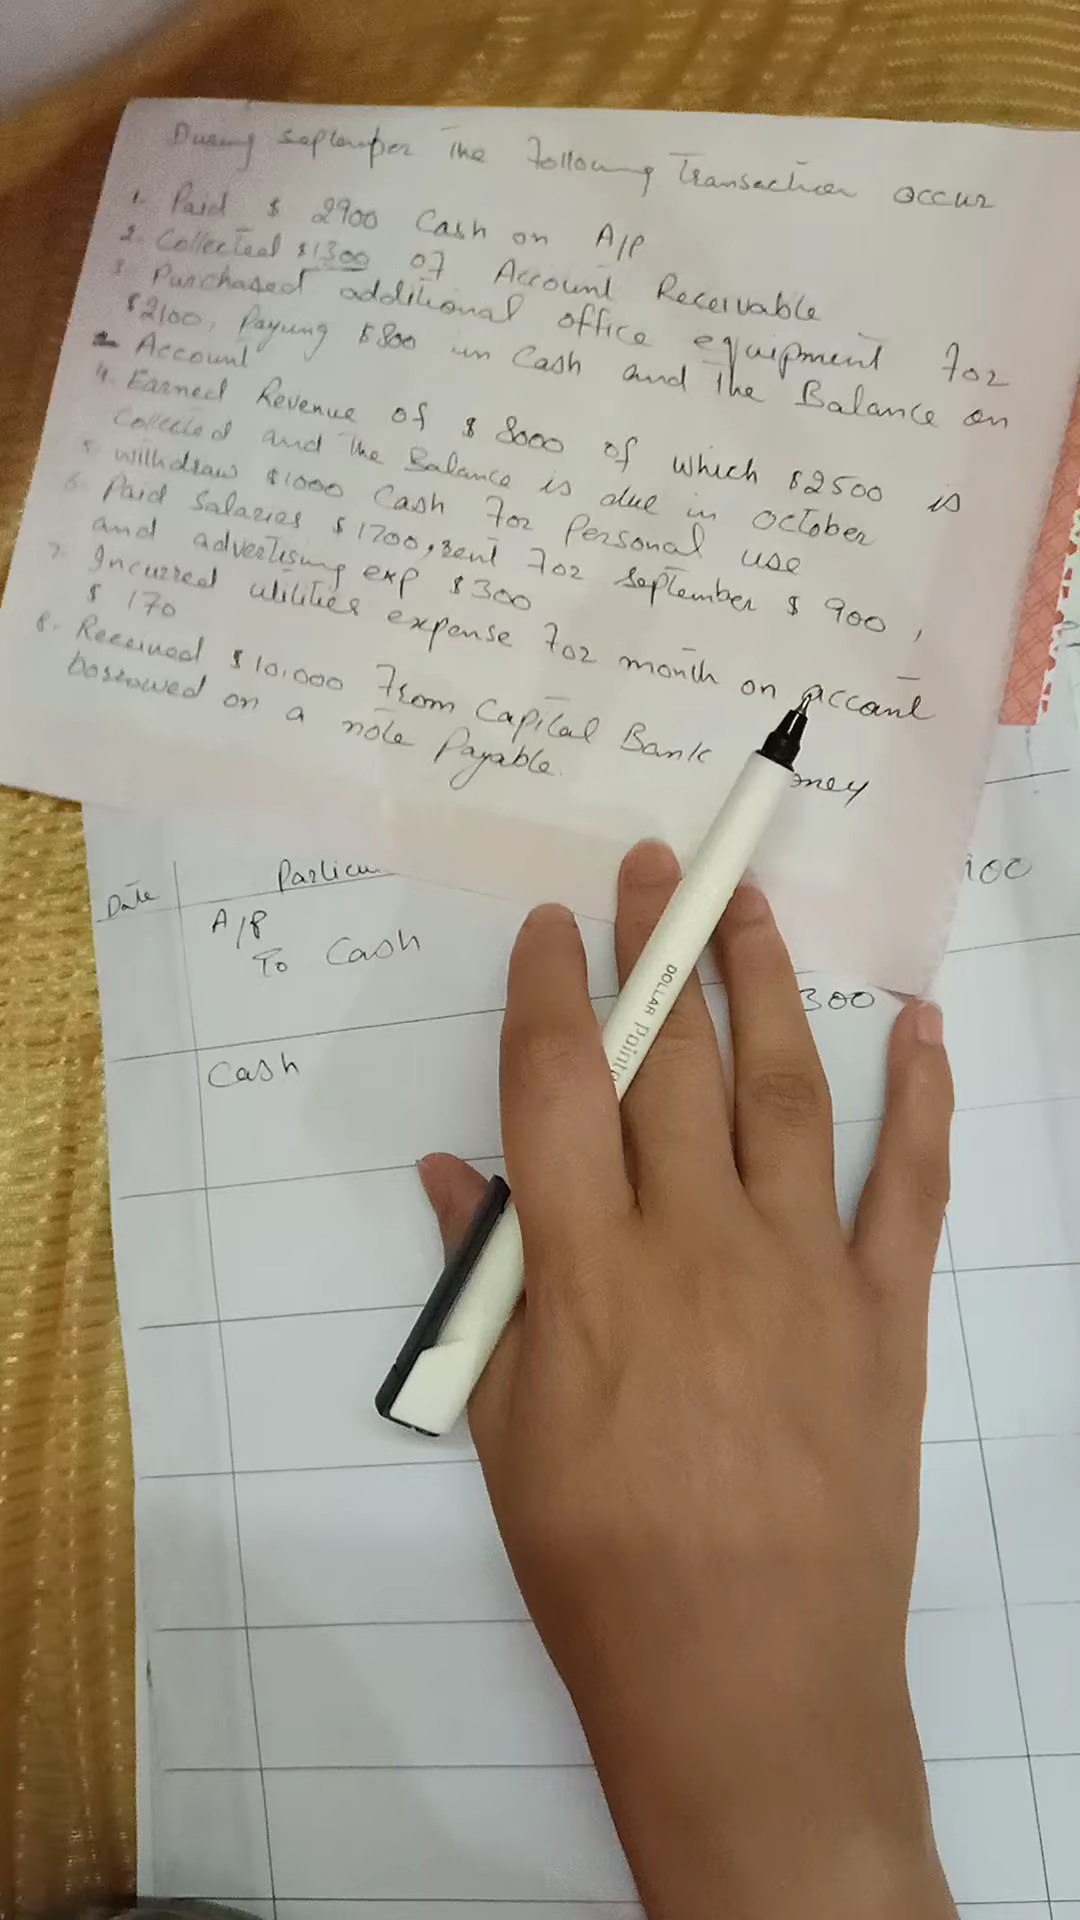 During september The Following Transaction occur
1. Paid $ 2900 Cash on A/P
2. Collected $1300 of Account Receivable
3. Purchased additional office equipment For
$2100, Paying $800 in Cash and The Balance on
Account
4. Earned Revenue of $ 8000 of which $2500 is
Collected and The Balance is due in October
5. withdraw $1000 Cash For Personal use
6. Paid Salaries $1700, rent For September $ 900,
and advertising exp $300
7. Incurred utilities expense For month on accont
$ 170
8. Received $10,000 From Capital Bank
borrowed on a note Payable.
Date
A/P
To Cash
300
Cash
DOLLAR